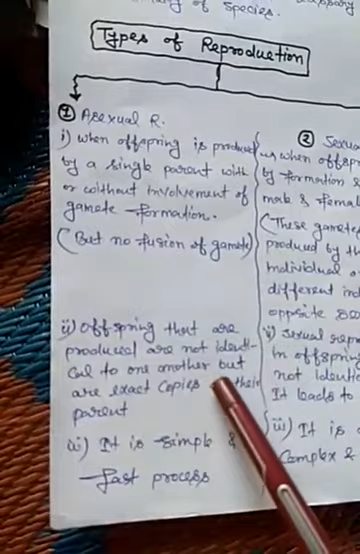 of species.
Types of Reproduction
① Asexual R.
i) when offspring is produced
by a single parent with
or without involvement of
gamete formation.
(But no fusion of gamete)
ii) Offspring that are
produced are not identi-
cal to one another but
are exact copies their
parent
iii) It is simple &
fast process
② Sexua
when offspr
by formation &
male & femal
(These gamete
produced by th
individual o
different ind
opposite se
ii) Sexual repr
in offspring
not identi
It leads to
iii) It is
Complex &